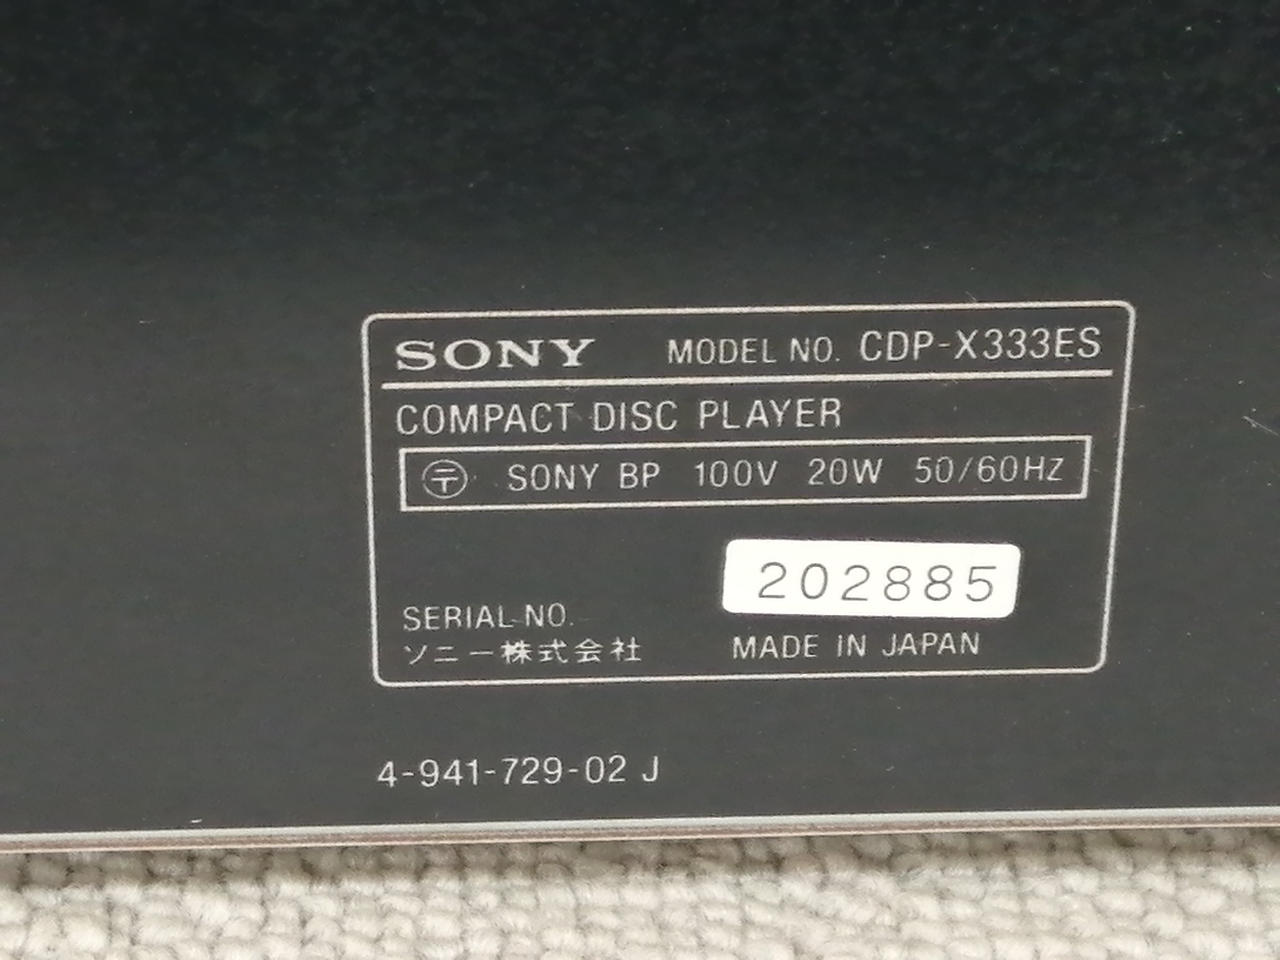 SONY MODEL NO. CDP-X333ES
COMPACT DISC PLAYER
〶 SONY BP 100V 20W 50/60HZ
202885
SERIAL NO.
ソニー株式会社 MADE IN JAPAN
4-941-729-02 J